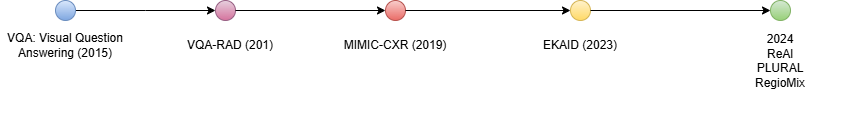 VQA: Visual Question
Answering (2015)
VQA-RAD (201)
MIMIC-CXR (2019)
EKAID (2023)
2024
ReAl
PLURAL
RegioMix